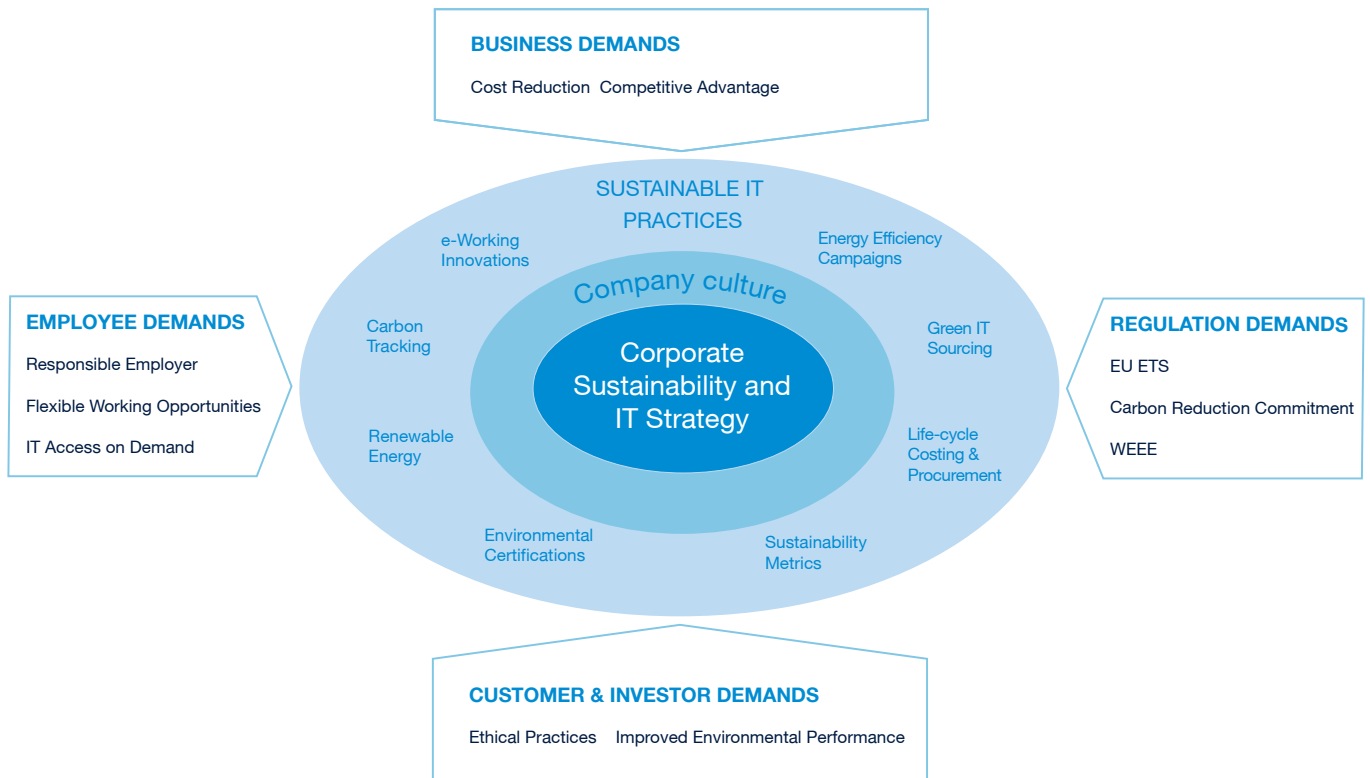 BUSINESS DEMANDS
Cost Reduction  Competitive Advantage
SUSTAINABLE IT
PRACTICES
e-Working
Innovations
Energy Efficiency
Campaigns
Company culture
Corporate
Sustainability and
IT Strategy
Carbon
Tracking
Green IT
Sourcing
Renewable
Energy
Life-cycle
Costing &
Procurement
Environmental
Certifications
Sustainability
Metrics
EMPLOYEE DEMANDS
Responsible Employer
Flexible Working Opportunities
IT Access on Demand
REGULATION DEMANDS
EU ETS
Carbon Reduction Commitment
WEEE
CUSTOMER & INVESTOR DEMANDS
Ethical Practices   Improved Environmental Performance